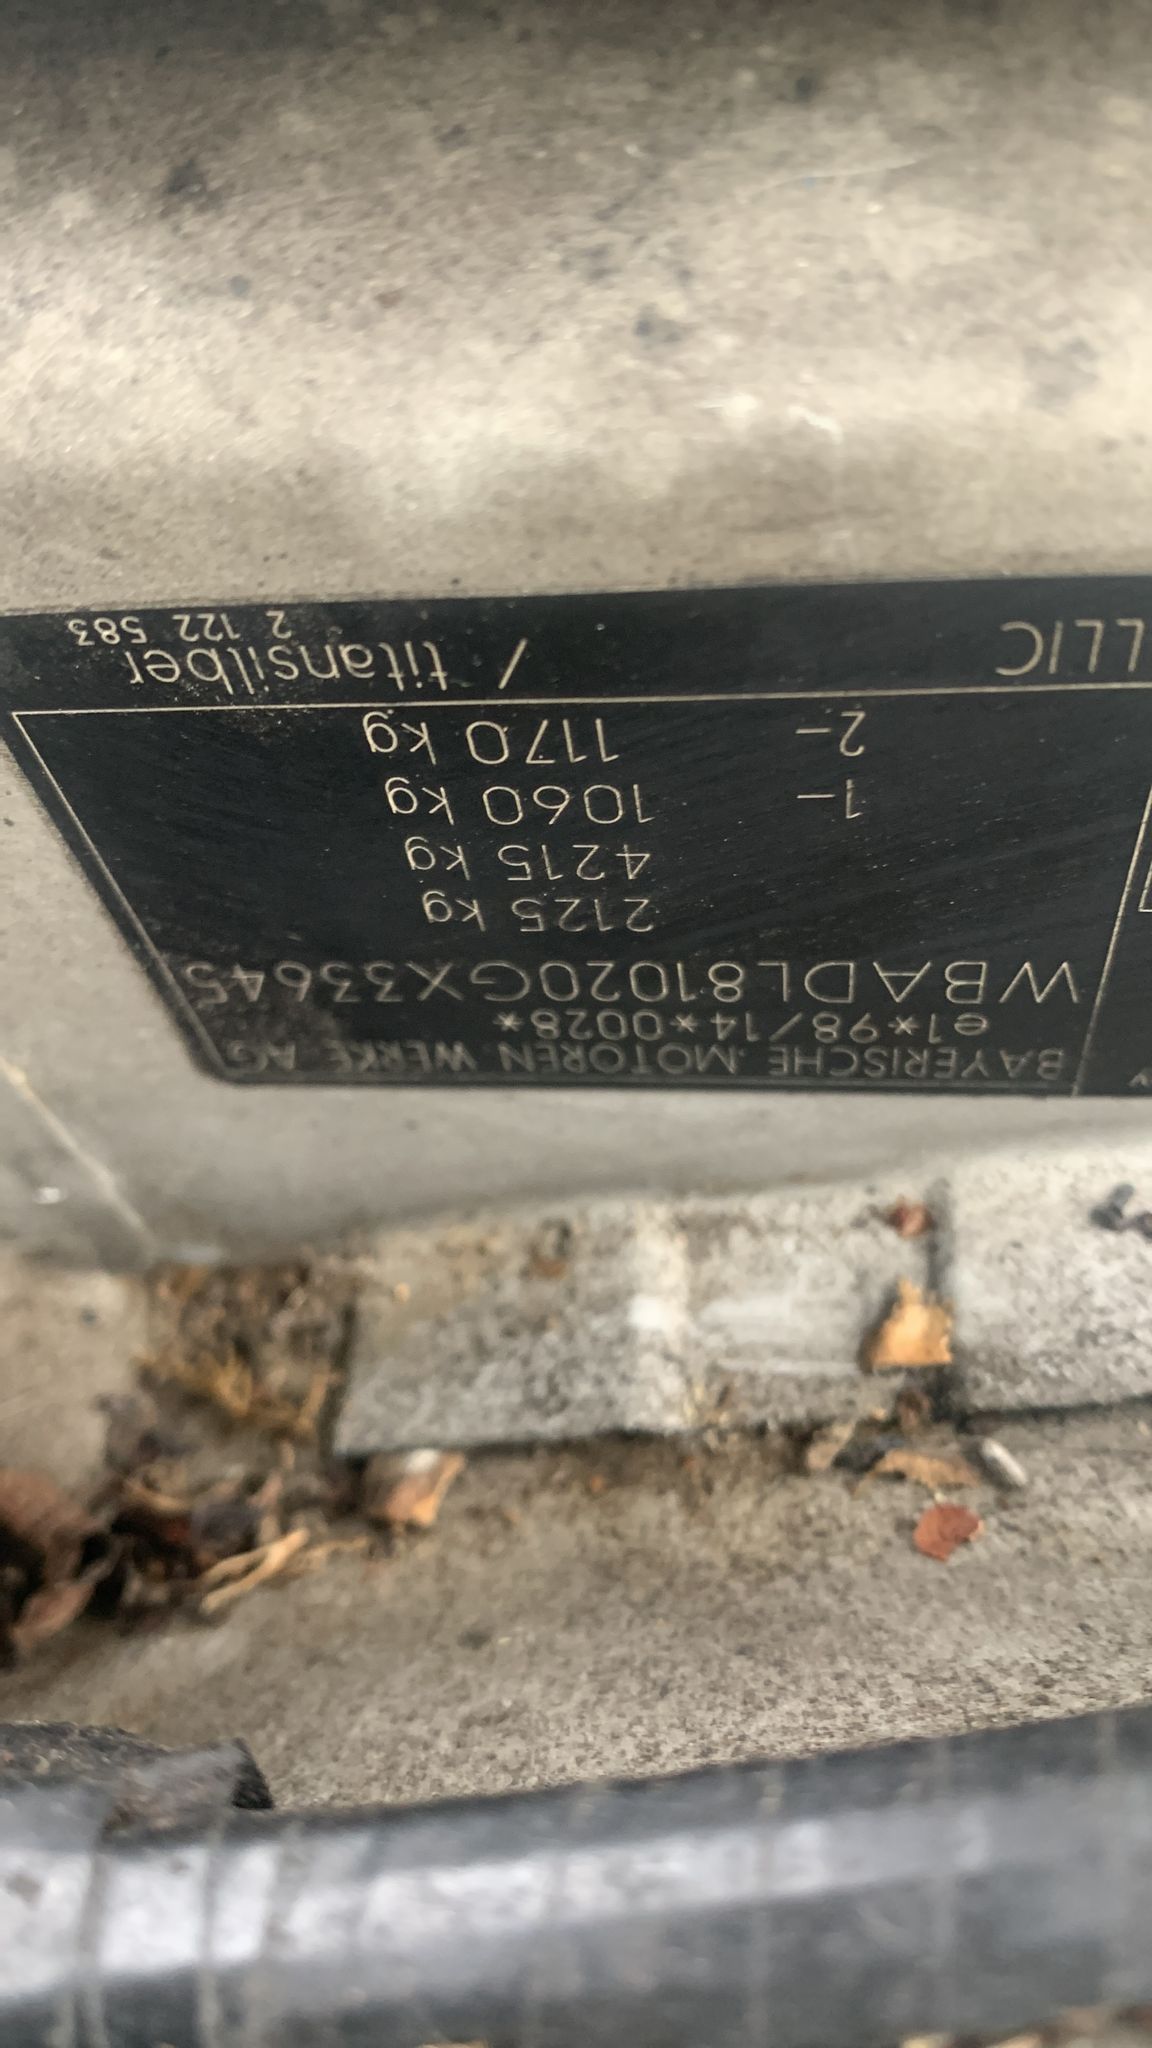 BAYERISCHE MOTOREN WERKE AG
e1*98/14*0028*
WBADL81020GX33645
2125 kg
4215 kg
1- 1060 kg
2- 1170 kg
LLIC / titansilber
2 122 583